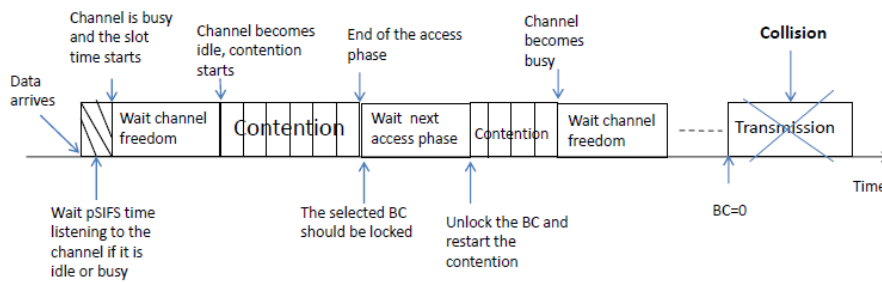 Channel is busy
and the slot
time starts
Channel becomes
idle, contention
starts
End of the access
phase
Channel
becomes
busy
Collision
Data
arrives
Wait channel
freedom
Contention
Wait next
access phase
Contention
Wait channel
freedom
Transmission
Time
Wait pSIFS time
listening to the
channel if it is
idle or busy
The selected BC
should be locked
Unlock the BC and
restart the
contention
BC=0